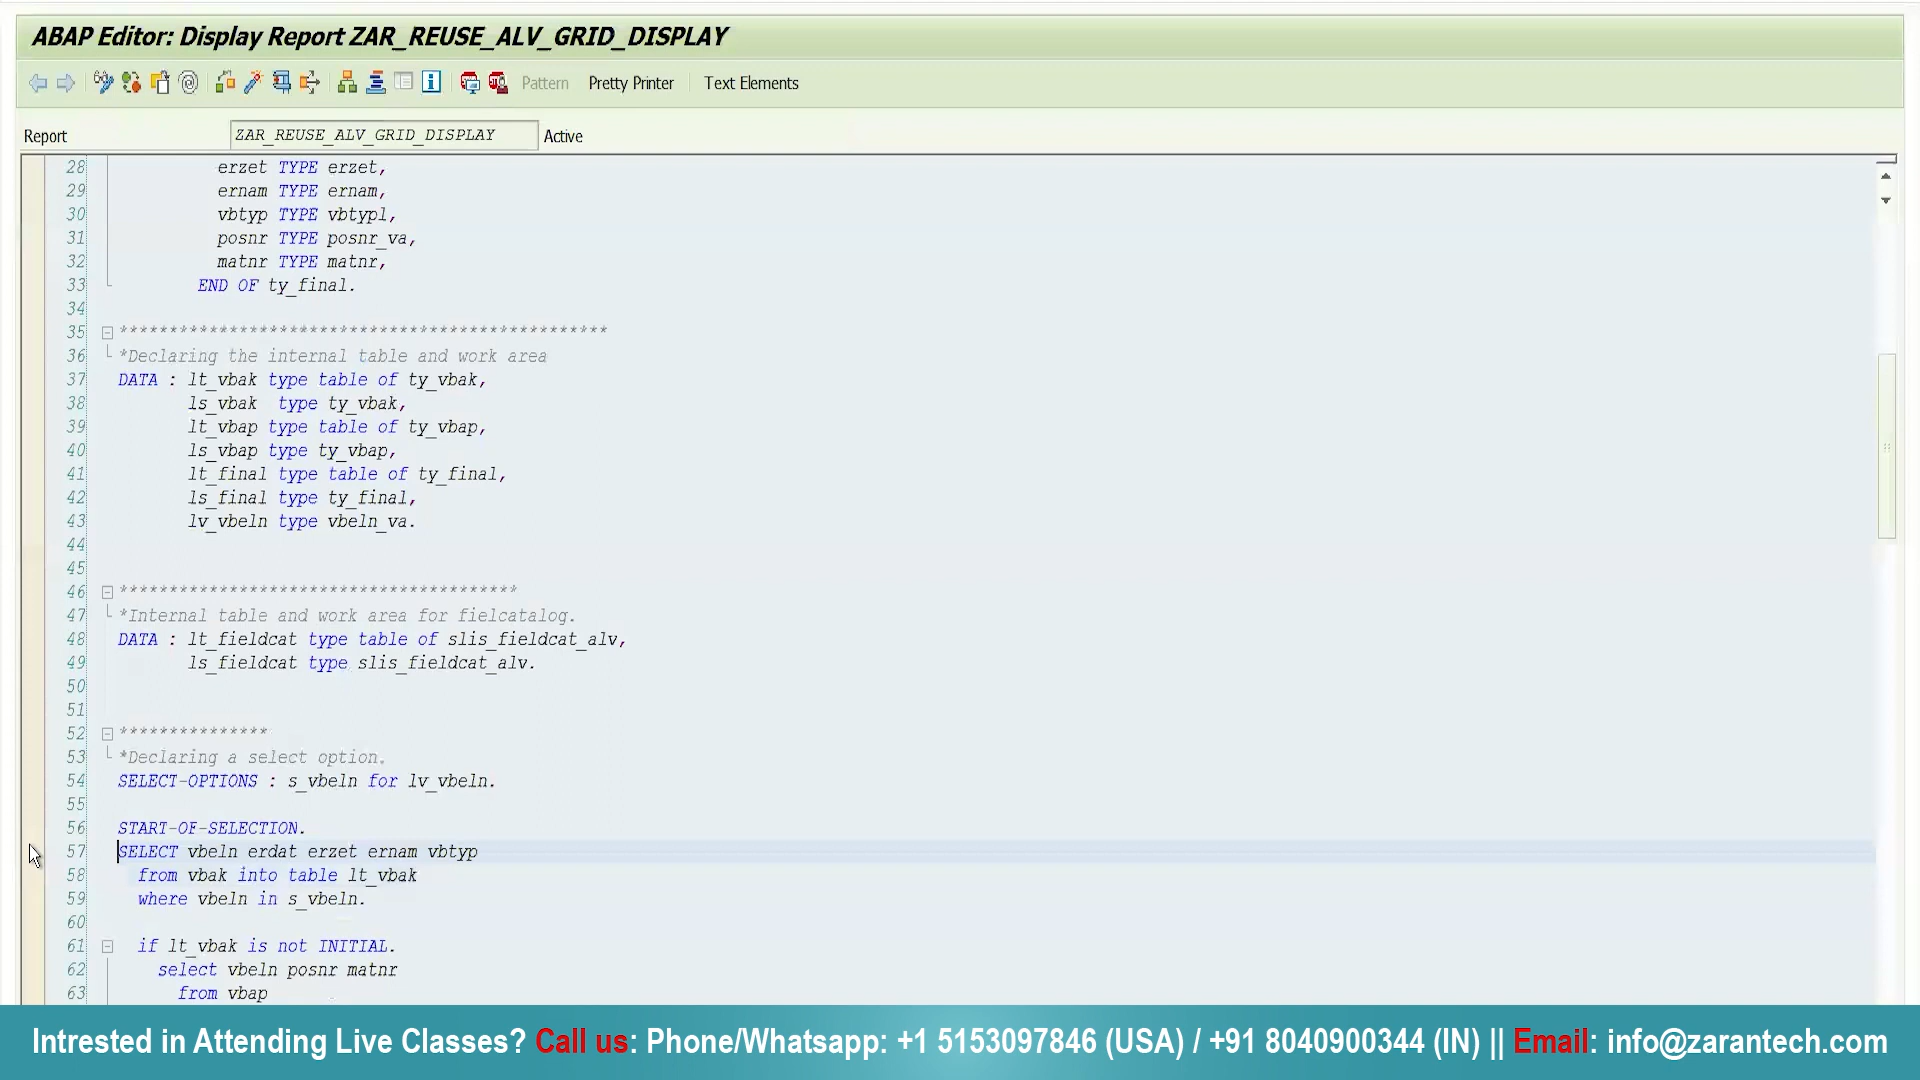 ABAP Editor: Display Report ZAR_REUSE_ALV_GRID_DISPLAY
Pattern Pretty Printer Text Elements
Report ZAR_REUSE_ALV_GRID_DISPLAY Active
28 erzet TYPE erzet,
29 ernam TYPE ernam,
30 vbtyp TYPE vbtypl,
31 posnr TYPE posnr_va,
32 matnr TYPE matnr,
33 END OF ty_final.
34
35 *************************************************
36 *Declaring the internal table and work area
37 DATA : lt_vbak type table of ty_vbak,
38 ls_vbak type ty_vbak,
39 lt_vbap type table of ty_vbap,
40 ls_vbap type ty_vbap,
41 lt_final type table of ty_final,
42 ls_final type ty_final,
43 lv_vbeln type vbeln_va.
44
45
46 ****************************************
47 *Internal table and work area for fielcatalog.
48 DATA : lt_fieldcat type table of slis_fieldcat_alv,
49 ls_fieldcat type slis_fieldcat_alv.
50
51
52 ***************
53 *Declaring a select option.
54 SELECT-OPTIONS : s_vbeln for lv_vbeln.
55
56 START-OF-SELECTION.
57 SELECT vbeln erdat erzet ernam vbtyp
58 from vbak into table lt_vbak
59 where vbeln in s_vbeln.
60
61 if lt_vbak is not INITIAL.
62 select vbeln posnr matnr
63 from vbap
Intrested in Attending Live Classes? Call us: Phone/Whatsapp: +1 5153097846 (USA) / +91 8040900344 (IN) || Email: info@zarantech.com